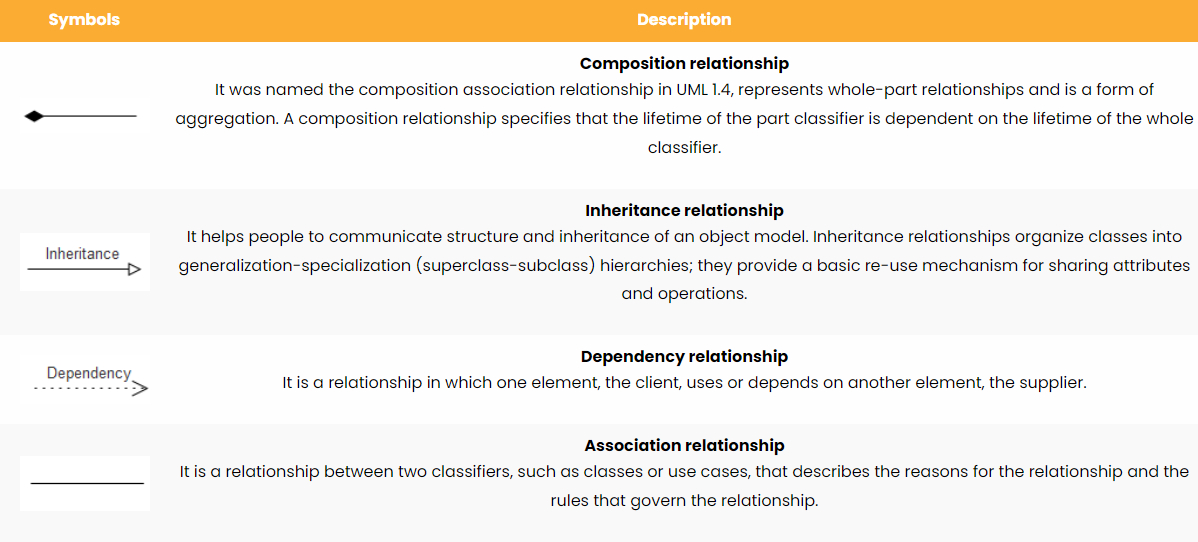 Symbols Description
Composition relationship
It was named the composition association relationship in UML 1.4, represents whole-part relationships and is a form of
aggregation. A composition relationship specifies that the lifetime of the part classifier is dependent on the lifetime of the whole
classifier.
Inheritance
Inheritance relationship
It helps people to communicate structure and inheritance of an object model. Inheritance relationships organize classes into
generalization-specialization (superclass-subclass) hierarchies; they provide a basic re-use mechanism for sharing attributes
and operations.
Dependency
Dependency relationship
It is a relationship in which one element, the client, uses or depends on another element, the supplier.
Association relationship
It is a relationship between two classifiers, such as classes or use cases, that describes the reasons for the relationship and the
rules that govern the relationship.